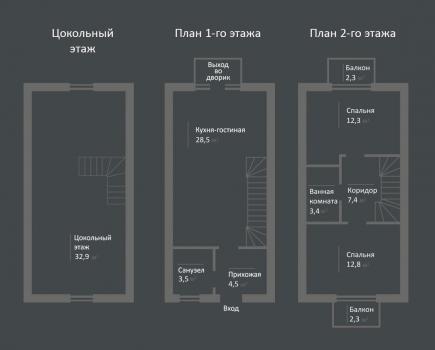 Цокольный
этаж
План 1-го этажа
План 2-го этажа
Цокольный
этаж
32,9 м²
Выход
во
дворик
Кухня-гостиная
28,5 м²
Санузел
3,5 м²
Прихожая
4,5 м²
Вход
Балкон
2,3 м²
Спальня
12,3 м²
Ванная
комната
3,4 м²
Коридор
7,4 м²
Спальня
12,8 м²
Балкон
2,3 м²